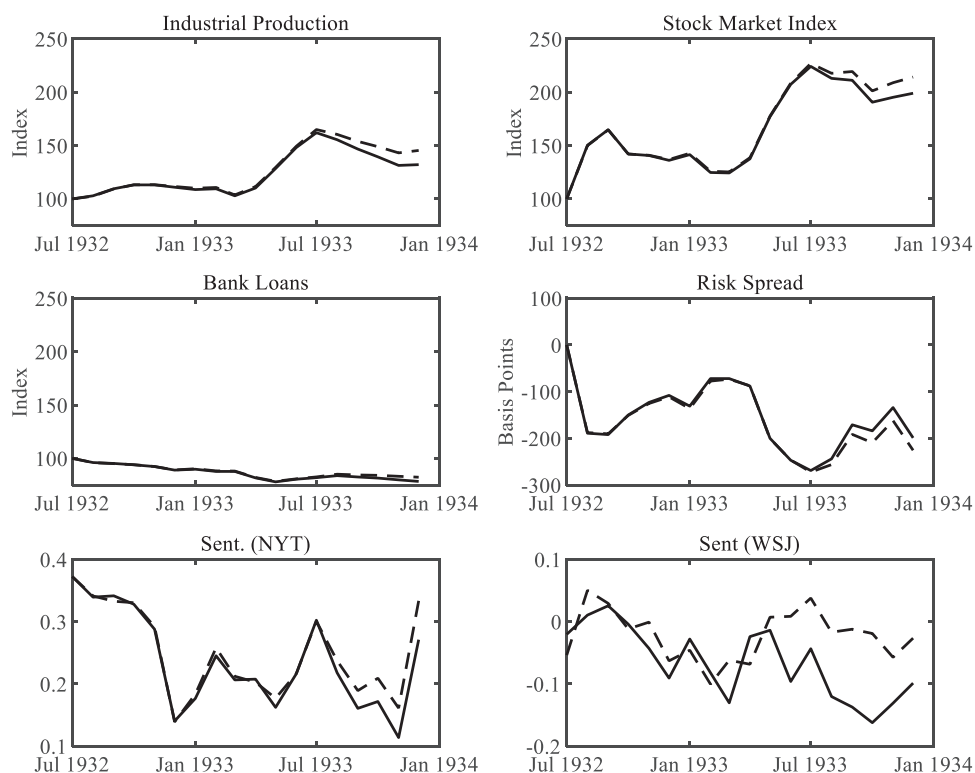 Industrial Production
250
200
150
100
Index
Jul 1932 Jan 1933 Jul 1933 Jan 1934
Stock Market Index
250
200
150
100
Index
Jul 1932 Jan 1933 Jul 1933 Jan 1934
Bank Loans
250
200
150
100
Index
Jul 1932 Jan 1933 Jul 1933 Jan 1934
Risk Spread
100
0
-100
-200
-300
Basis Points
Jul 1932 Jan 1933 Jul 1933 Jan 1934
Sent. (NYT)
0.4
0.3
0.2
0.1
Jul 1932 Jan 1933 Jul 1933 Jan 1934
Sent (WSJ)
0.1
0
-0.1
-0.2
Jul 1932 Jan 1933 Jul 1933 Jan 1934